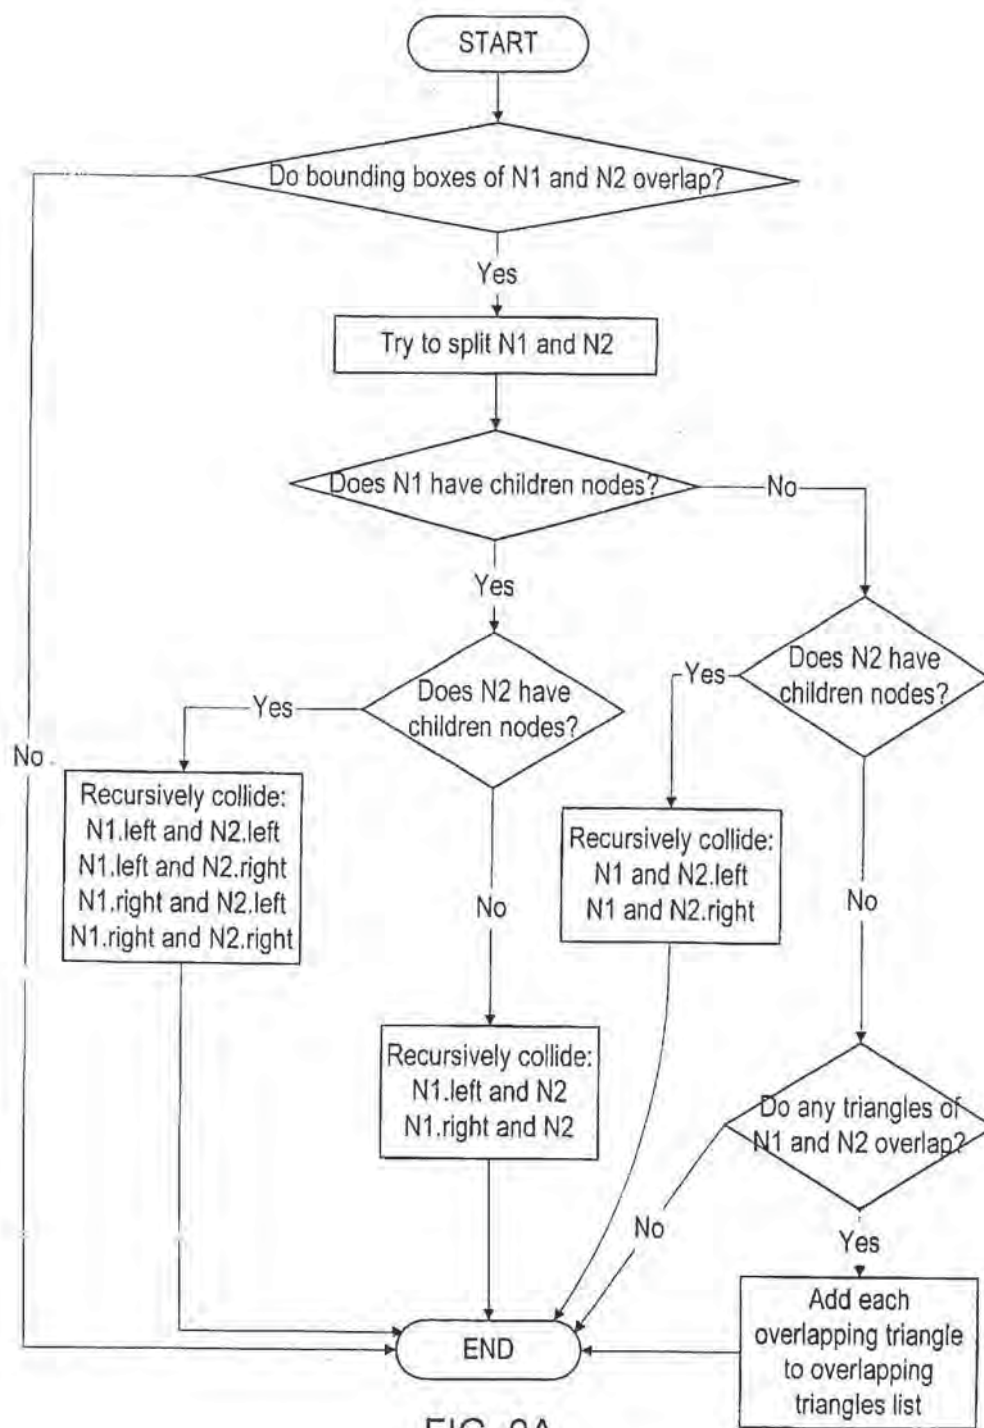 START
Do bounding boxes of N1 and N2 overlap?
Yes
Try to split N1 and N2
Does N1 have children nodes?
No
Yes
Does N2 have
children nodes?
Yes
Does N2 have
children nodes?
Yes
No
Recursively collide:
N1.left and N2.left
N1.left and N2.right
N1.right and N2.left
N1.right and N2.right
Recursively collide:
N1 and N2.left
N1 and N2.right
No
No
Recursively collide:
N1.left and N2
N1.right and N2
Do any triangles of
N1 and N2 overlap?
No
Yes
END
Add each
overlapping triangle
to overlapping
triangles list